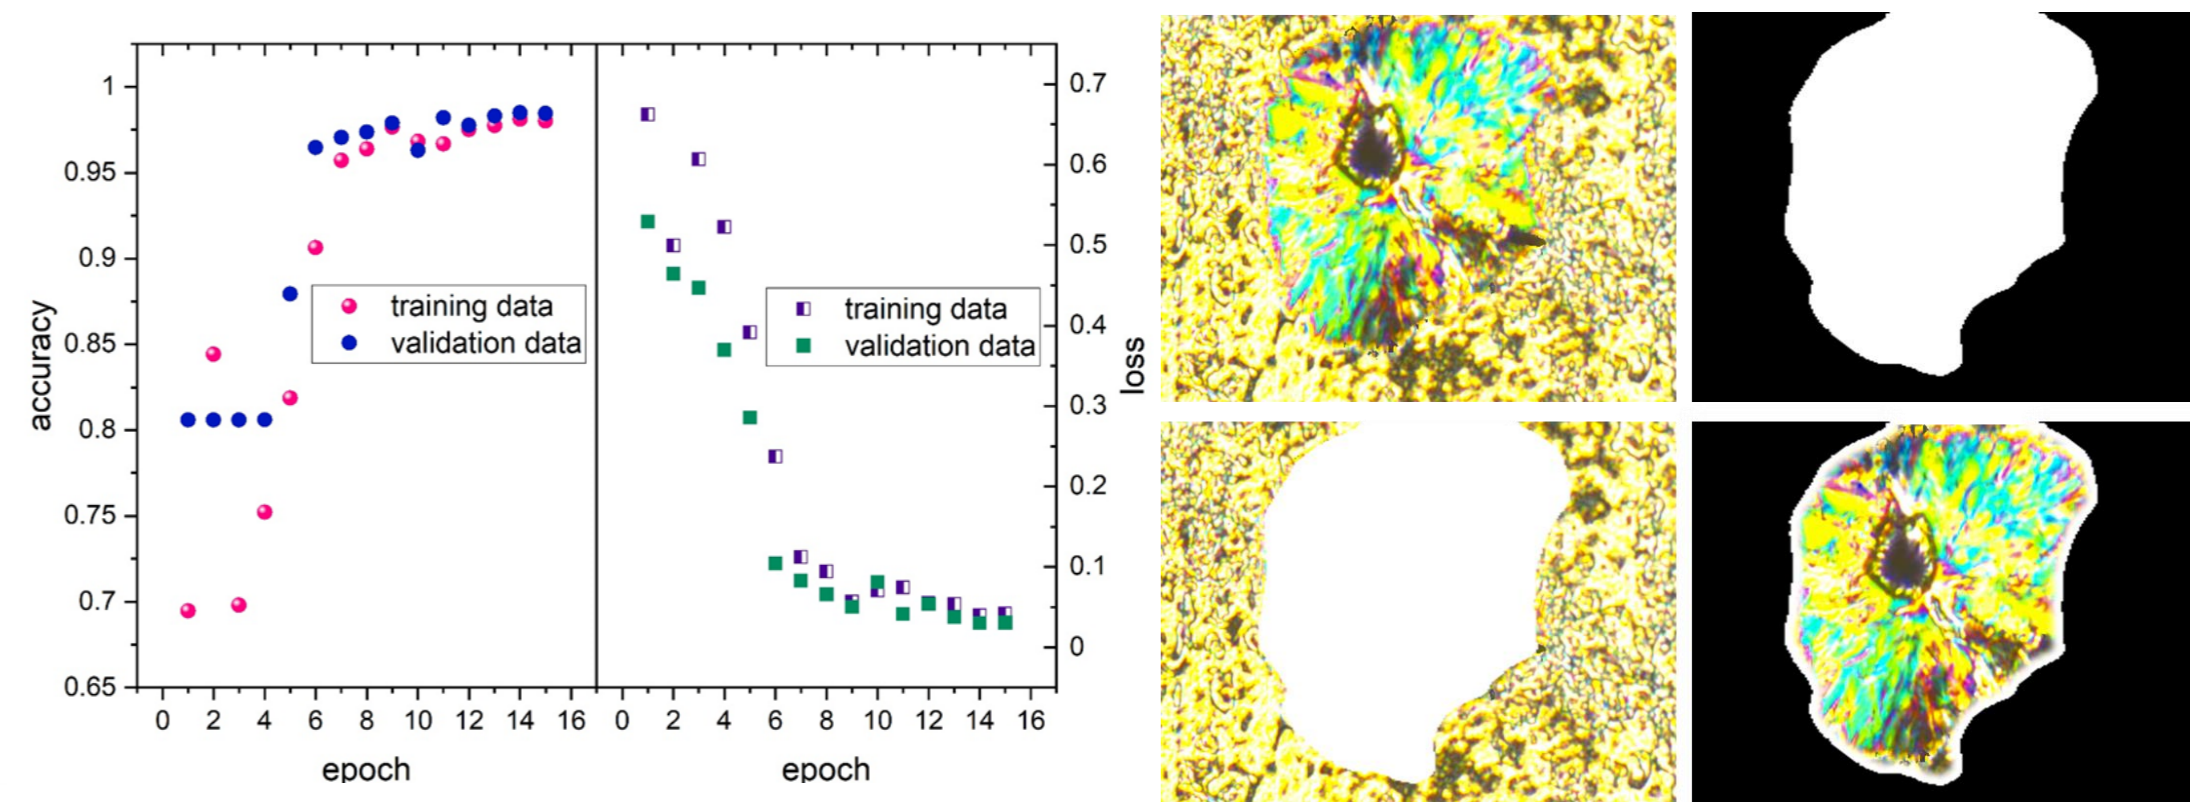 accuracy
1
0.95
0.9
0.85
0.8
0.75
0.7
0.65
0 2 4 6 8 10 12 14 16
epoch
training data
validation data
0 2 4 6 8 10 12 14 16
epoch
training data
validation data
0.7
0.6
0.5
0.4
0.3
0.2
0.1
0
loss